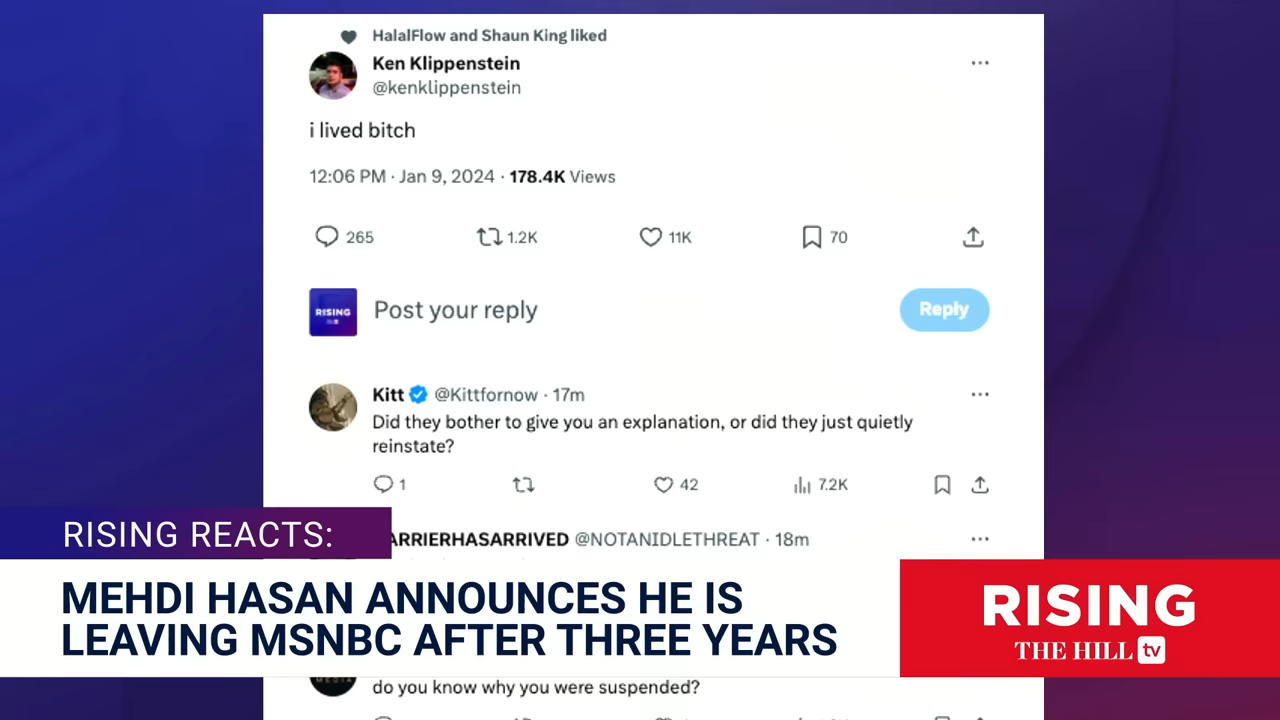 HalalFlow and Shaun King liked
Ken Klippenstein
@kenklippenstein
i lived bitch
12:06 PM · Jan 9, 2024 · 178.4K Views
265 1.2K 11K 70
RISING
Post your reply
Reply
Kitt @Kittfornow · 17m
Did they bother to give you an explanation, or did they just quietly
reinstate?
1 42 7.2K
ARRIERHASARRIVED @NOTANIDLETHREAT · 18m
RISING REACTS:
MEHDI HASAN ANNOUNCES HE IS
LEAVING MSNBC AFTER THREE YEARS
RISING
THE HILL tv
MEDIA
do you know why you were suspended?